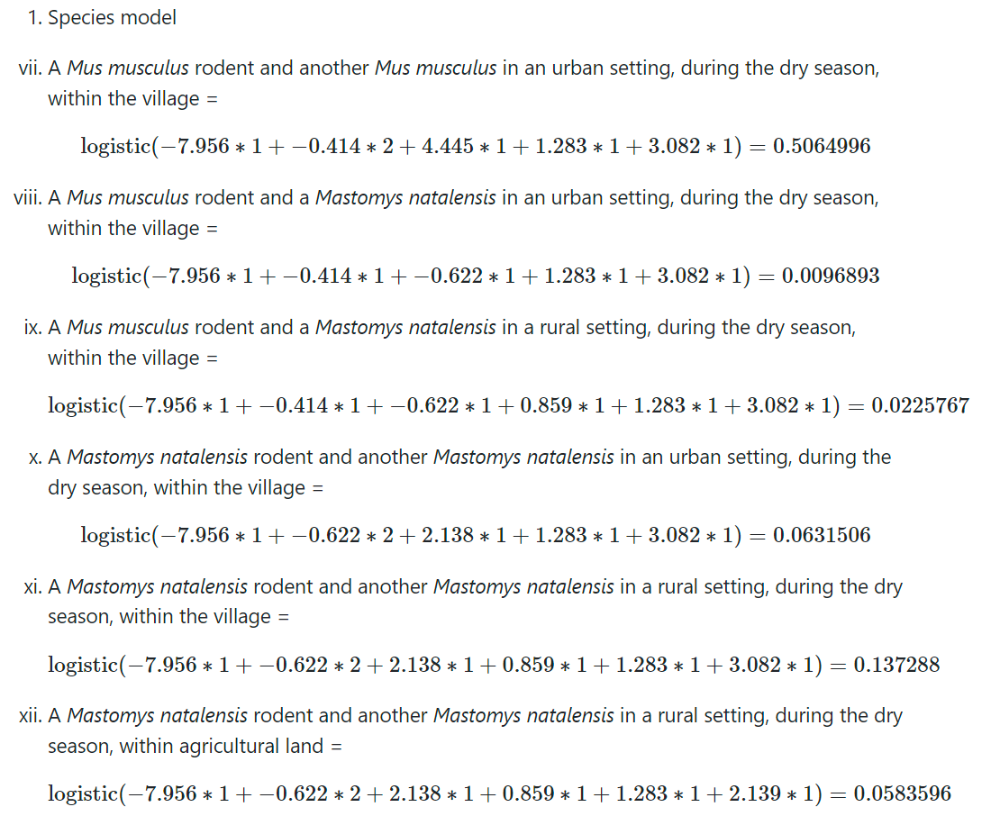 1. Species model
vii. A Mus musculus rodent and another Mus musculus in an urban setting, during the dry season,
within the village =
logistic(−7.956 ∗ 1 + −0.414 ∗ 2 + 4.445 ∗ 1 + 1.283 ∗ 1 + 3.082 ∗ 1) = 0.5064996
viii. A Mus musculus rodent and a Mastomys natalensis in an urban setting, during the dry season,
within the village =
logistic(−7.956 ∗ 1 + −0.414 ∗ 1 + −0.622 ∗ 1 + 1.283 ∗ 1 + 3.082 ∗ 1) = 0.0096893
ix. A Mus musculus rodent and a Mastomys natalensis in a rural setting, during the dry season,
within the village =
logistic(−7.956 ∗ 1 + −0.414 ∗ 1 + −0.622 ∗ 1 + 0.859 ∗ 1 + 1.283 ∗ 1 + 3.082 ∗ 1) = 0.0225767
x. A Mastomys natalensis rodent and another Mastomys natalensis in an urban setting, during the
dry season, within the village =
logistic(−7.956 ∗ 1 + −0.622 ∗ 2 + 2.138 ∗ 1 + 1.283 ∗ 1 + 3.082 ∗ 1) = 0.0631506
xi. A Mastomys natalensis rodent and another Mastomys natalensis in a rural setting, during the dry
season, within the village =
logistic(−7.956 ∗ 1 + −0.622 ∗ 2 + 2.138 ∗ 1 + 0.859 ∗ 1 + 1.283 ∗ 1 + 3.082 ∗ 1) = 0.137288
xii. A Mastomys natalensis rodent and another Mastomys natalensis in a rural setting, during the dry
season, within agricultural land =
logistic(−7.956 ∗ 1 + −0.622 ∗ 2 + 2.138 ∗ 1 + 0.859 ∗ 1 + 1.283 ∗ 1 + 2.139 ∗ 1) = 0.0583596